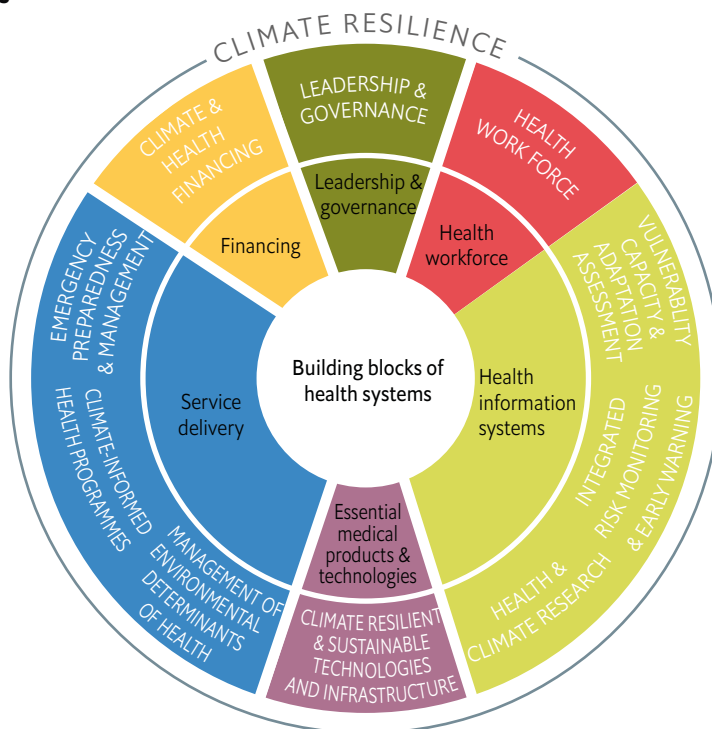 CLIMATE RESILIENCE
LEADERSHIP &
GOVERNANCE
Leadership &
governance
HEALTH
WORK FORCE
Health
workforce
VULNERABLITY
CAPACITY &
ADAPTATION
ASSESSMENT
INTEGRATED
RISK MONITORING
& EARLY WARNING
HEALTH &
CLIMATE RESEARCH
Health
information
systems
Essential
medical
products &
technologies
CLIMATE RESILIENT
& SUSTAINABLE
TECHNOLOGIES
AND INFRASTRUCTURE
Service
delivery
MANAGEMENT OF
ENVIRONMENTAL
DETERMINANTS
OF HEALTH
CLIMATE-INFORMED
HEALTH PROGRAMMES
EMERGENCY
PREPAREDNESS
& MANAGEMENT
CLIMATE &
HEALTH
FINANCING
Financing
Building blocks of
health systems